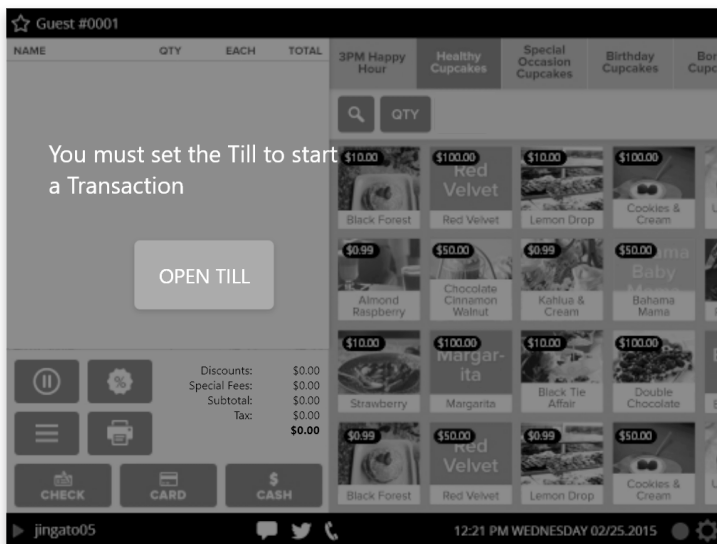 Guest #0001
NAME QTY EACH TOTAL
You must set the Till to start
a Transaction
OPEN TILL
Discounts: $0.00
Special Fees: $0.00
Subtotal: $0.00
Tax: $0.00
$0.00
CHECK CARD CASH
3PM Happy
Hour
Healthy
Cupcakes
Special
Occasion
Cupcakes
Birthday
Cupcakes
QTY
$10.00
Black Forest
$100.00
Red
Velvet
Red Velvet
$10.00
Lemon Drop
$100.00
Cookies &
Cream
$0.99
Almond
Raspberry
$50.00
Chocolate
Cinnamon
Walnut
$0.99
Kahlua &
Cream
$50.00
Baby
Bahama
Mama
$10.00
Strawberry
$100.00
Margar-
ita
Margarita
$10.00
Black Tie
Affair
$100.00
Double
Chocolate
$0.99
Black Forest
$50.00
Red
Velvet
Red Velvet
$0.99
Lemon Drop
$50.00
Cookies &
Cream
jingato05
12:21 PM WEDNESDAY 02/25.2015